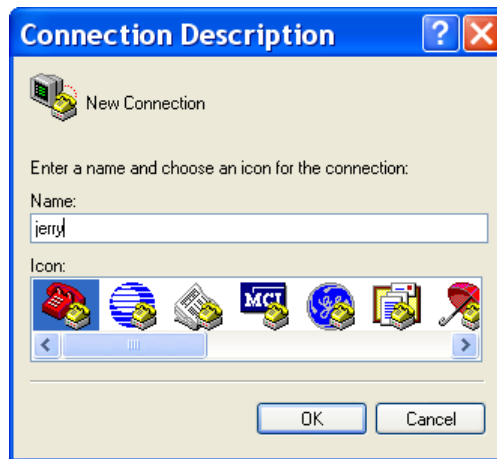 Connection Description
New Connection
Enter a name and choose an icon for the connection:
Name:
jerry
Icon:
MCI
OK
Cancel